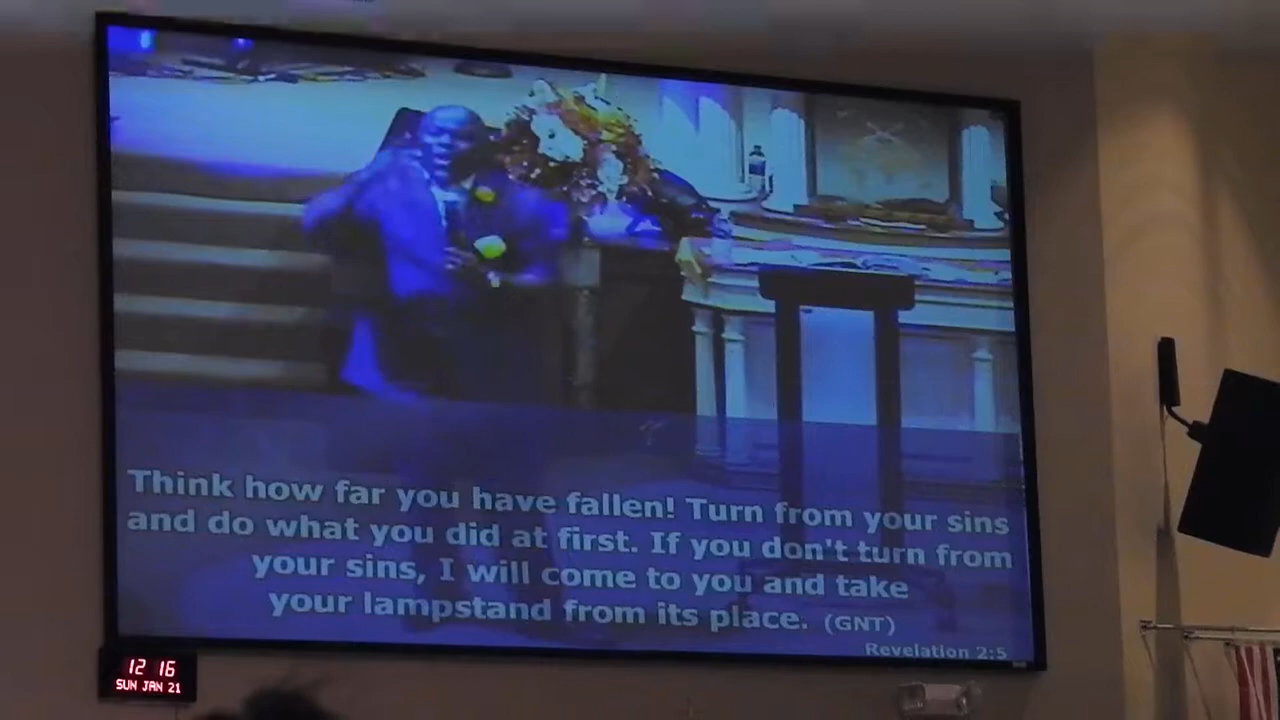 Think how far you have fallen! Turn from your sins
and do what you did at first. If you don't turn from
your sins, I will come to you and take
your lampstand from its place. (GNT)
Revelation 2:5
12 16
SUN JAN 21